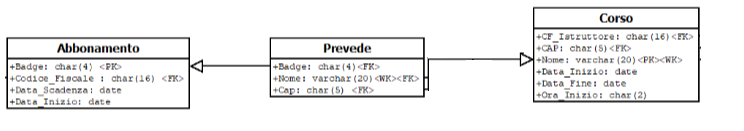 Abbonamento
+Badge: char(4) <PK>
+Codice_Fiscale : char(16) <FK>
+Data_Scadenza: date
+Data_Inizio: date
Prevede
+Badge: char(4)<FK>
+Nome: varchar(20)<WK><FK>
+Cap: char(5) <FK>
Corso
+CF_Istruttore: char(16)<FK>
+CAP: char(5)<FK>
+Nome: varchar(20)<PK><WK>
+Data_Inizio: date
+Data_Fine: date
+Ora_Inizio: char(2)